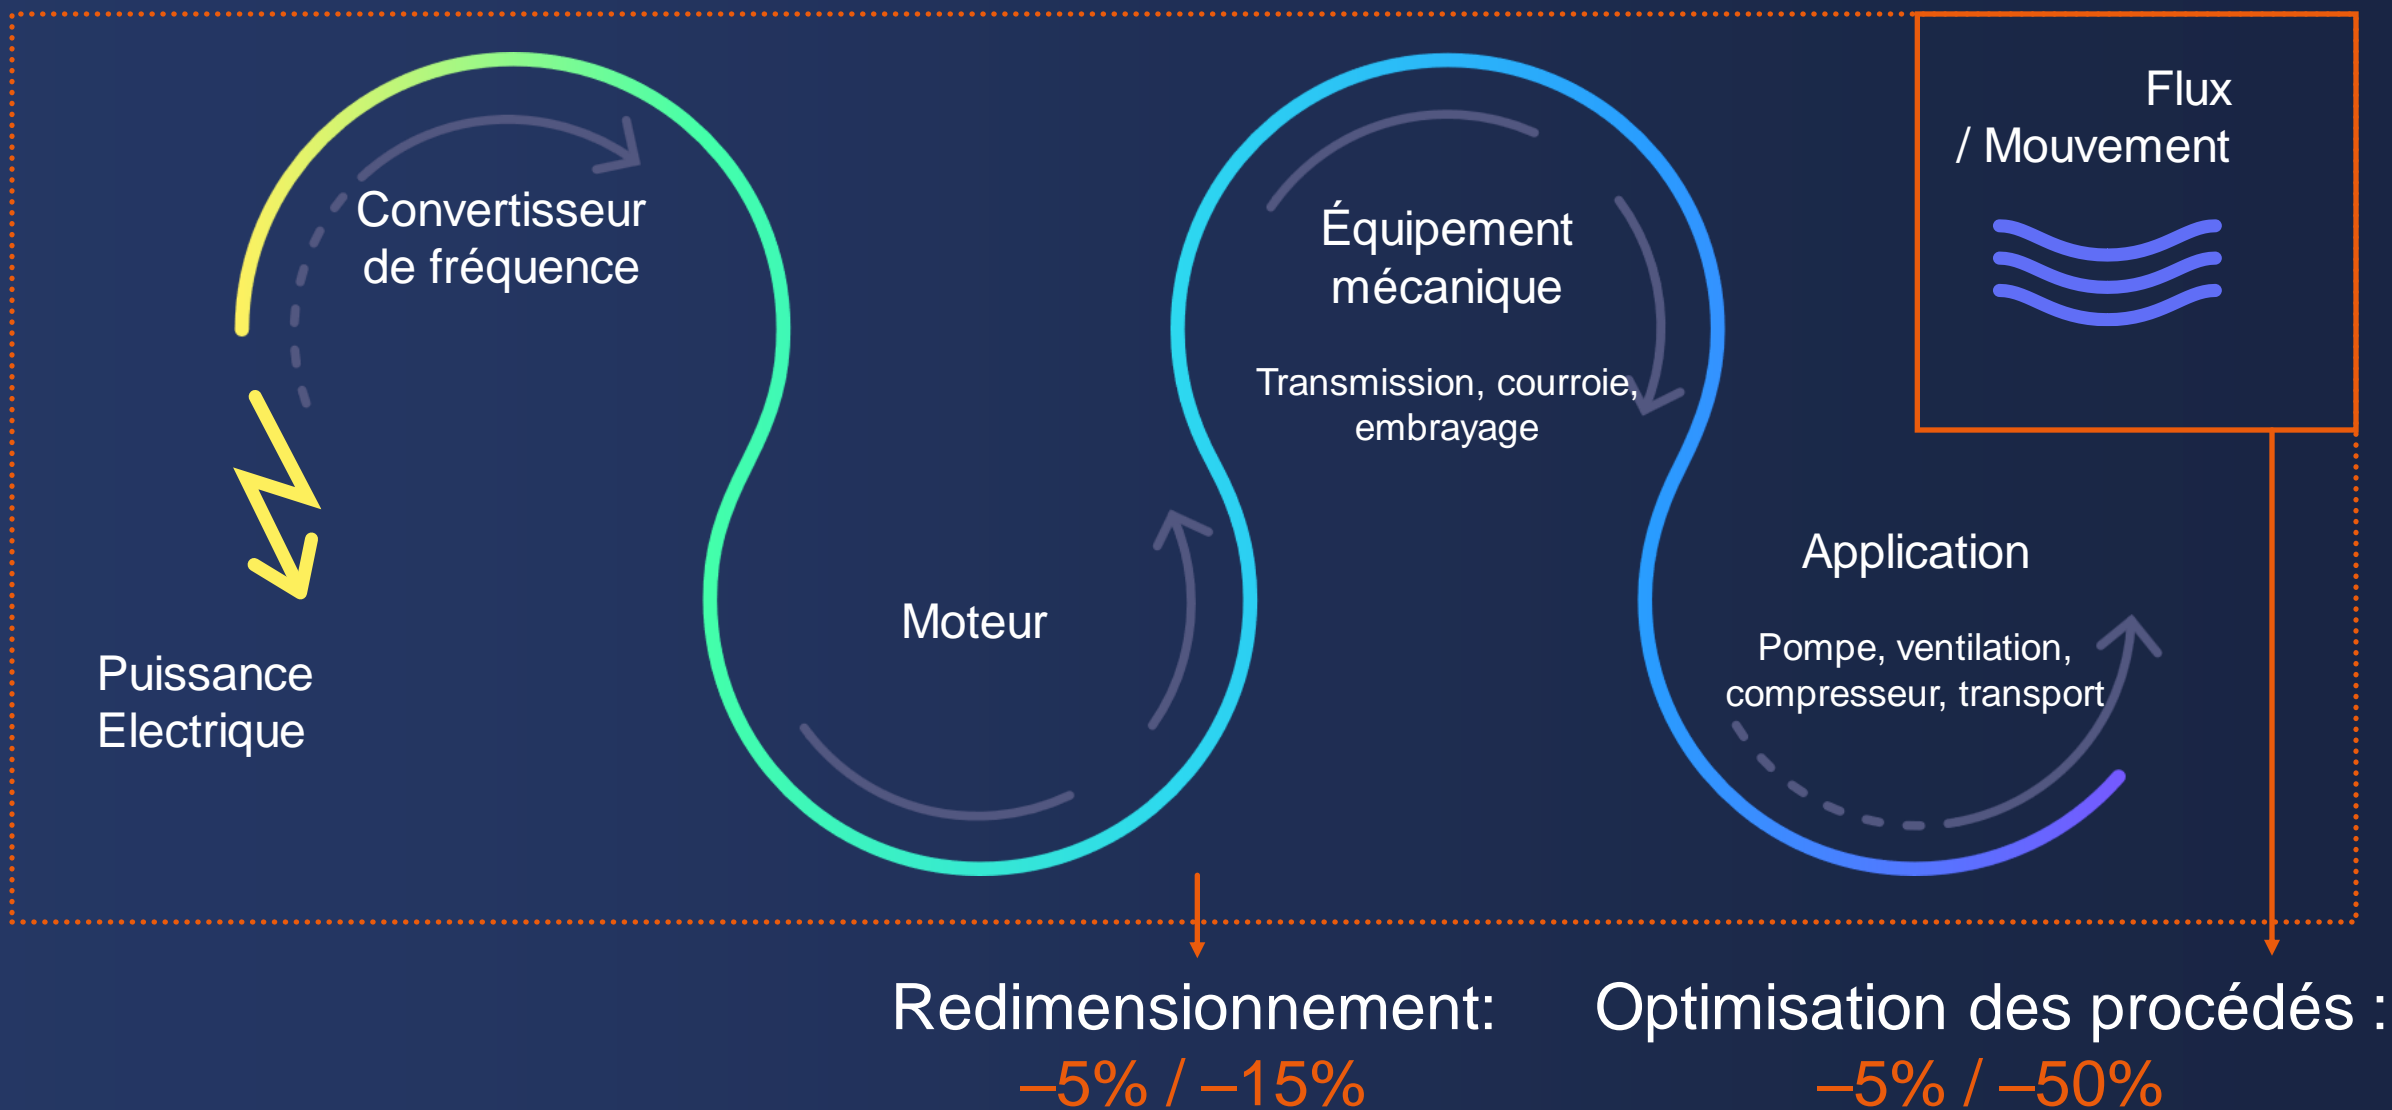 Puissance
Electrique
Convertisseur
de fréquence
Moteur
Équipement
mécanique
Transmission, courroie,
embrayage
Application
Pompe, ventilation,
compresseur, transport
Flux
/ Mouvement
Redimensionnement:
–5% / –15%
Optimisation des procédés :
–5% / –50%